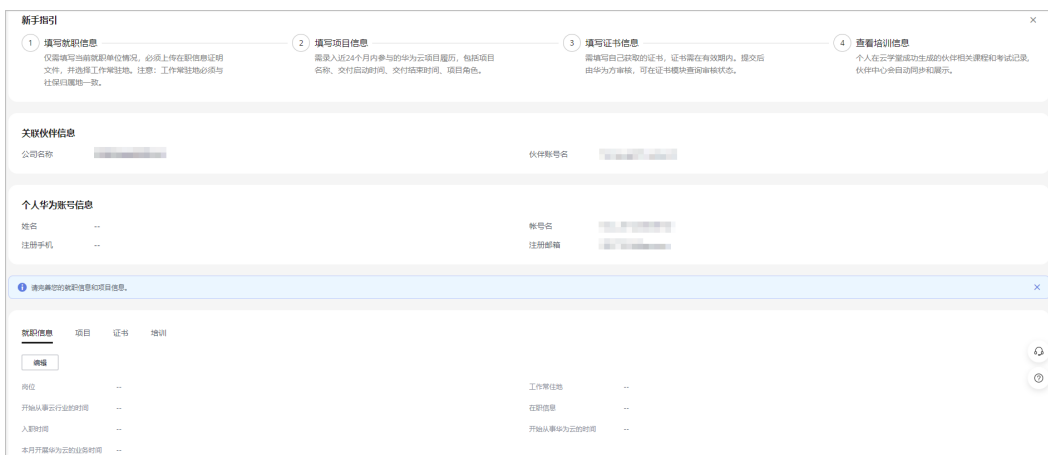 新手指引
1 填写就职信息
仅需填写当前就职单位情况，必须上传在职信息证明
文件，并选择工作常驻地。注意：工作常驻地必须与
社保归属地一致。
2 填写项目信息
需录入近24个月内参与的华为云项目履历，包括项目
名称、交付启动时间、交付结束时间、项目角色。
3 填写证书信息
需填写自己获取的证书，证书需在有效期内。提交后
由华为方审核，可在证书模块查询审核状态。
4 查看培训信息
个人在云学堂成功生成的伙伴相关课程和考试记录，
伙伴中心会自动同步和展示。
关联伙伴信息
公司名称 伙伴账号名
个人华为账号信息
姓名 -- 帐号名
注册手机 -- 注册邮箱
请完善您的就职信息和项目信息。
就职信息 项目 证书 培训
编辑
岗位 -- 工作常住地 --
开始从事云行业的时间 -- 在职信息 --
入职时间 -- 开始从事华为云的时间 --
本月开展华为云的业务时间 --